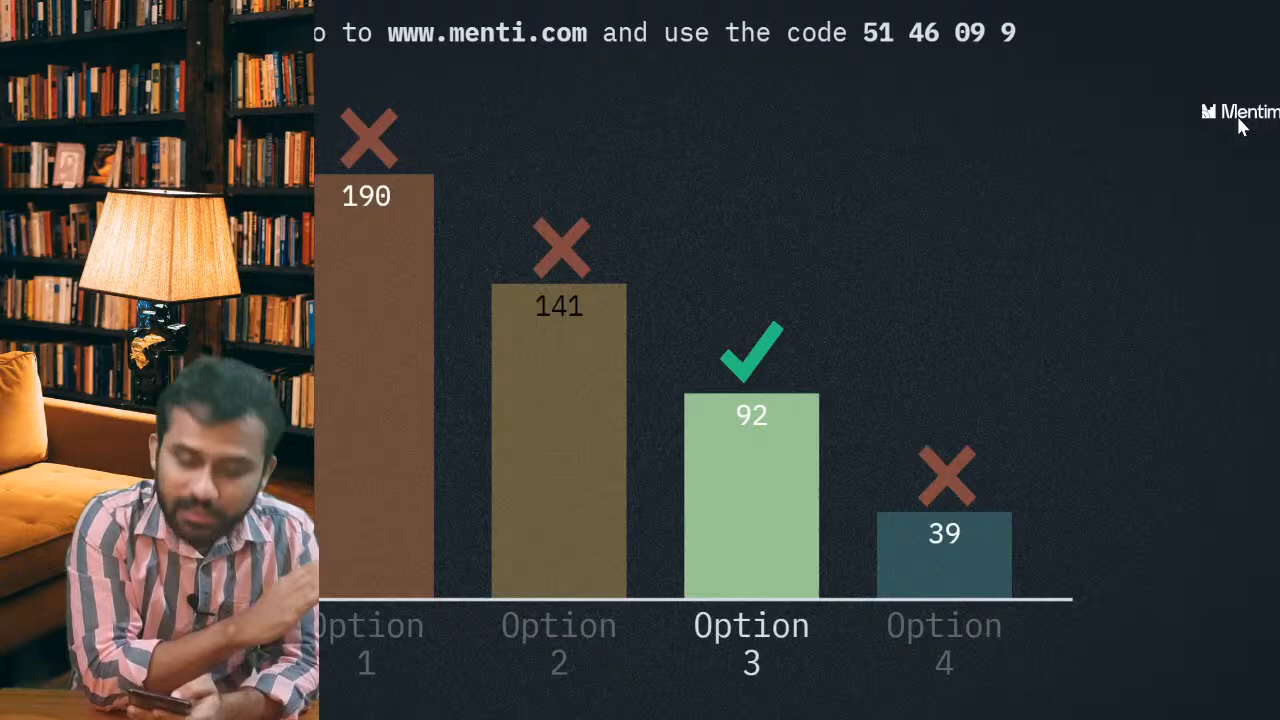 o to www.menti.com and use the code 51 46 09 9
Mentim
190
141
92
39
Option 1
Option 2
Option 3
Option 4